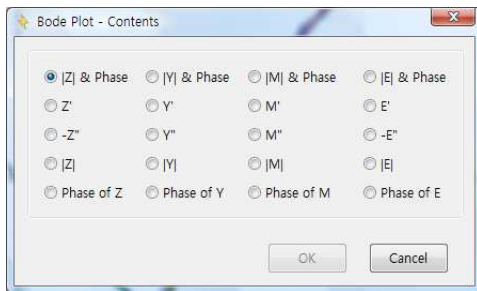 Bode Plot - Contents
|Z| & Phase |Y| & Phase |M| & Phase |E| & Phase
Z' Y' M' E'
-Z" Y" M" -E"
|Z| |Y| |M| |E|
Phase of Z Phase of Y Phase of M Phase of E
OK Cancel